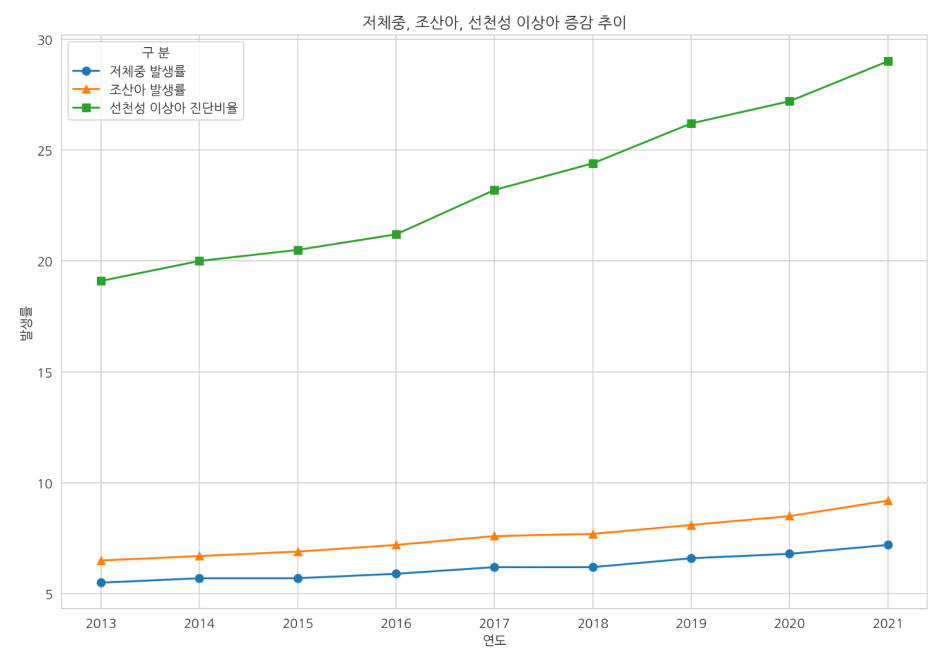 저체중, 조산아, 선천성 이상아 증감 추이
구 분
저체중 발생률
조산아 발생률
선천성 이상아 진단비율
발생률
30
25
20
15
10
5
2013 2014 2015 2016 2017 2018 2019 2020 2021
연도